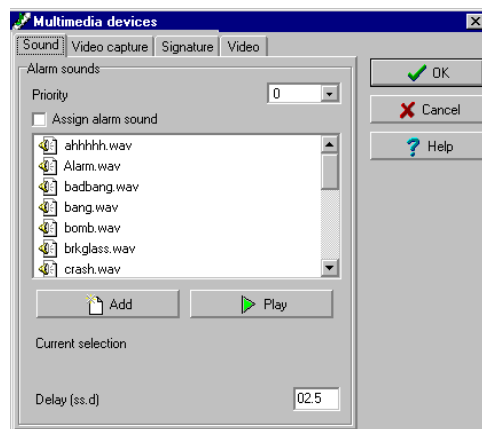 Multimedia devices
Sound Video capture Signature Video
Alarm sounds
Priority 0
Assign alarm sound
ahhhhh.wav
Alarm.wav
badbang.wav
bang.wav
bomb.wav
brkglass.wav
crash.wav
Add Play
Current selection
Delay (ss.d) 02.5
OK
Cancel
? Help